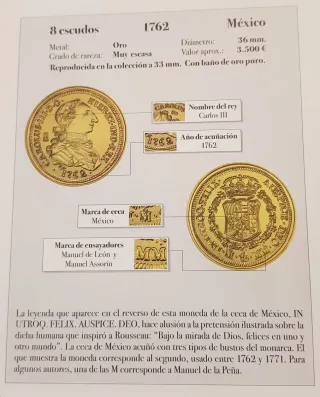 8 escudos 1762 México
Metal: Oro Diámetro: 36 mm.
Grado de rareza: Muy escasa Valor aprox.: 3.500 €
Reproducida en la colección a 33 mm. Con baño de oro puro.
CAROLUS
Nombre del rey
Carlos III
1762
Año de acuñación
1762
1762
Marca de ceca
México
M
Marca de ensayadores
Manuel de León y
Manuel Assorín
M M
La leyenda que aparece en el reverso de esta moneda de la ceca de México, IN
UTROQ. FELIX. AUSPICE. DEO, hace alusión a la pretensión ilustrada sobre la
dicha humana que inspiró a Rousseau: "Bajo la mirada de Dios, felices en uno y
otro mundo". La ceca de México acuñó con tres tipos de bustos del monarca. El
que muestra la moneda corresponde al segundo, usado entre 1762 y 1771. Para
algunos autores, una de las M corresponde a Manuel de la Peña.